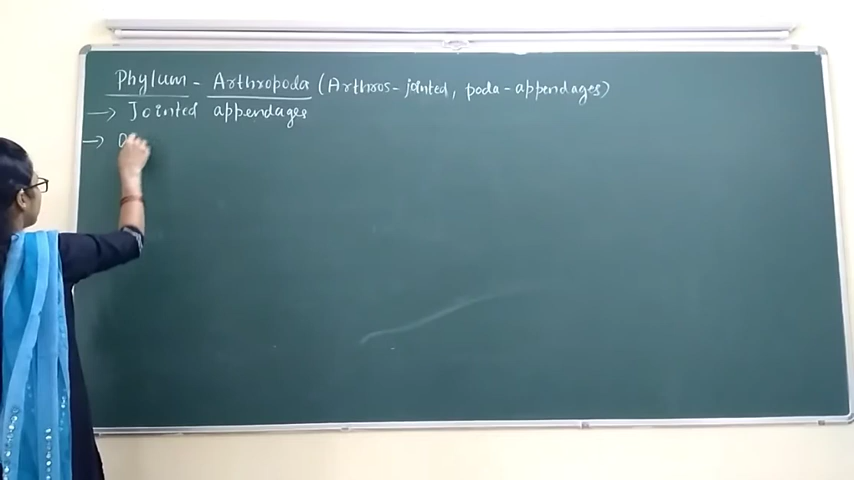 Phylum - Arthropoda (Arthros - jointed, poda - appendages)
→ Jointed appendages
→